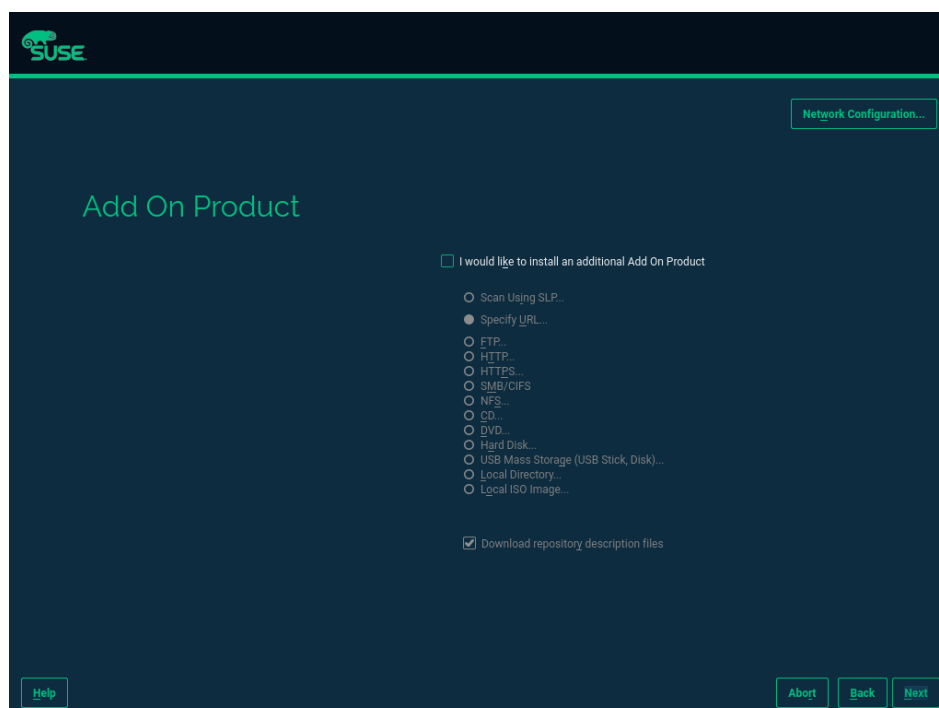 SUSE
Network Configuration...
Add On Product
I would like to install an additional Add On Product
Scan Using SLP...
Specify URL...
FTP...
HTTP...
HTTPS...
SMB/CIFS
NFS...
CD...
DVD...
Hard Disk...
USB Mass Storage (USB Stick, Disk)...
Local Directory...
Local ISO Image...
Download repository description files
Help Abort Back Next